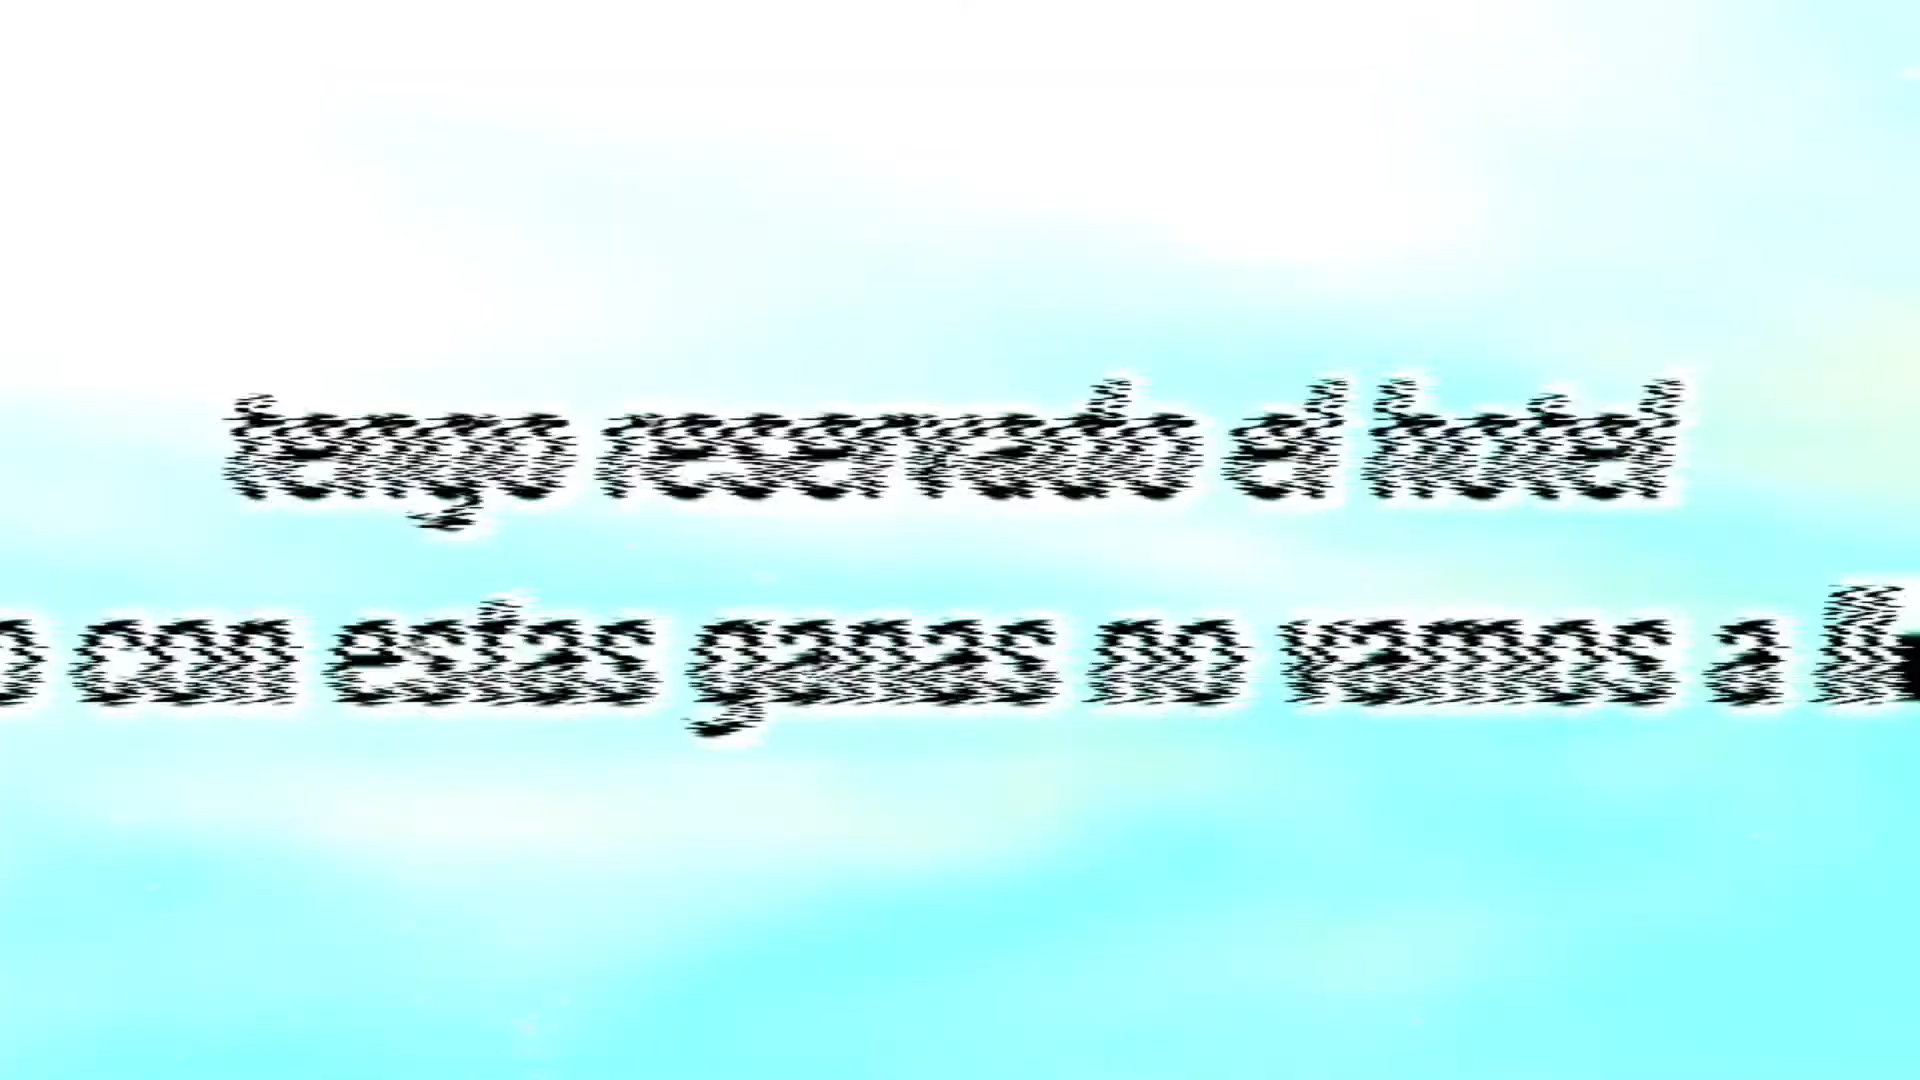 tengo reservado el hotel
o con estas ganas no vamos a